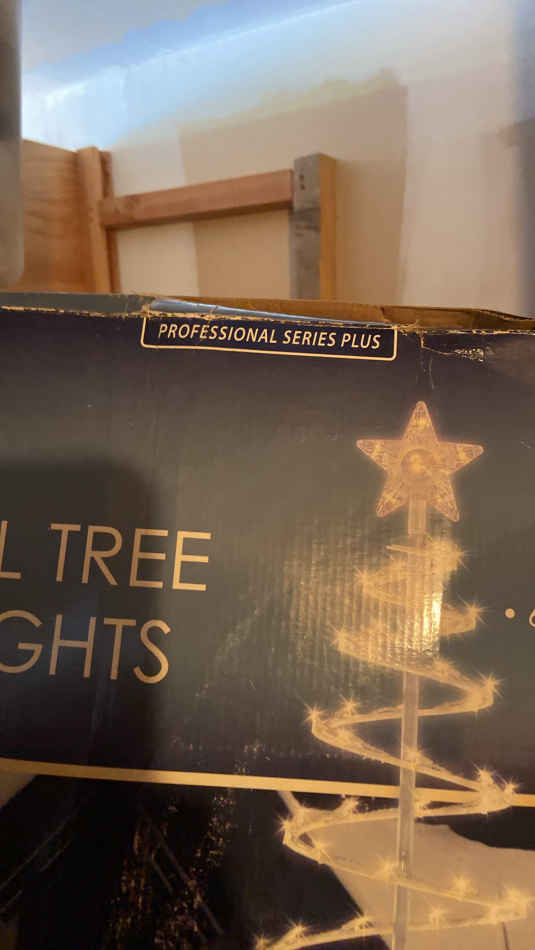 PROFESSIONAL SERIES PLUS
L TREE
GHTS
•